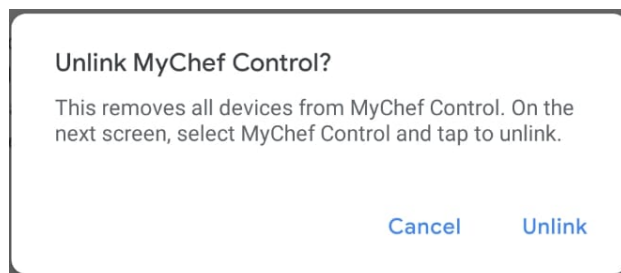 Unlink MyChef Control?
This removes all devices from MyChef Control. On the
next screen, select MyChef Control and tap to unlink.
Cancel Unlink